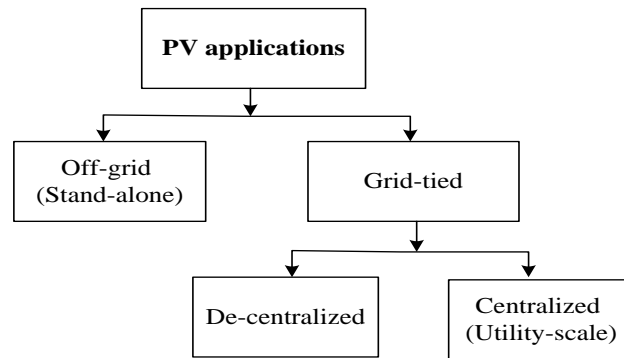 PV applications
Off-grid
(Stand-alone)
Grid-tied
De-centralized
Centralized
(Utility-scale)